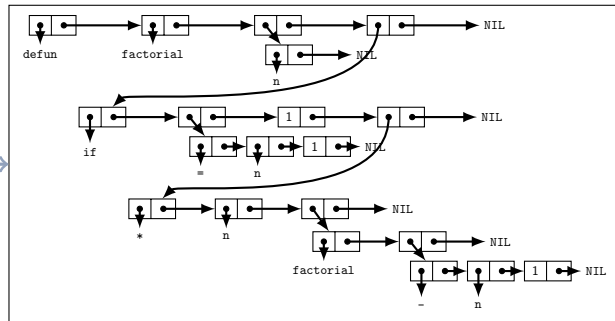 NIL
defun factorial NIL
n
1 NIL
if NIL
= n 1
* n NIL
factorial NIL
1 NIL
- n